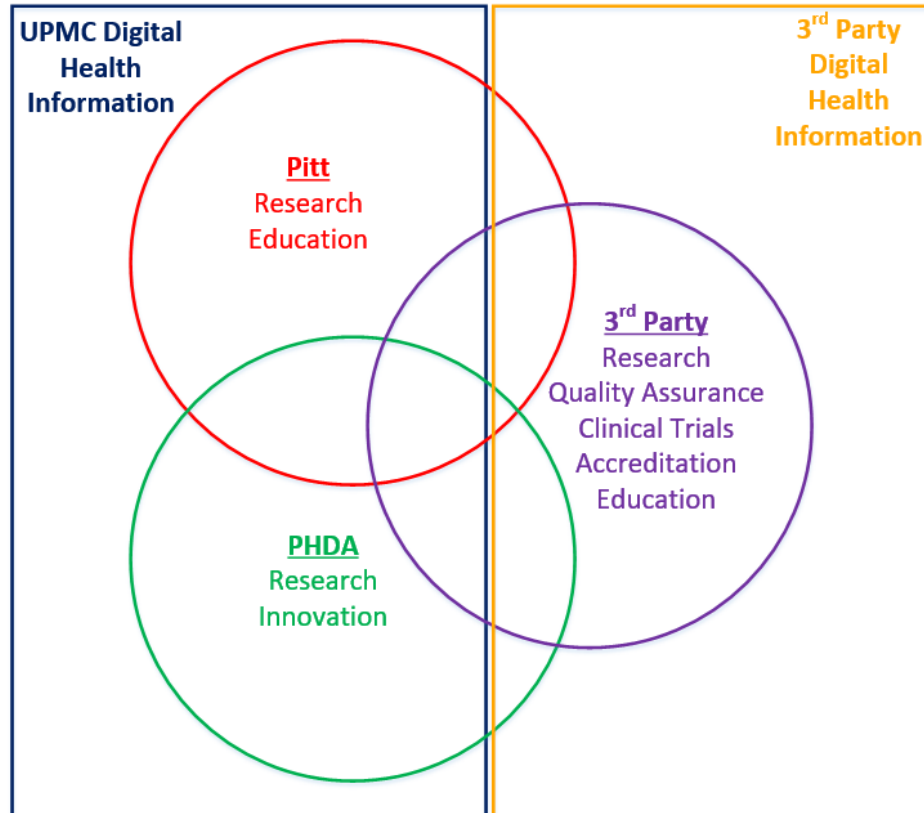 UPMC Digital
Health
Information
3rd Party
Digital
Health
Information
Pitt
Research
Education
3rd Party
Research
Quality Assurance
Clinical Trials
Accreditation
Education
PHDA
Research
Innovation